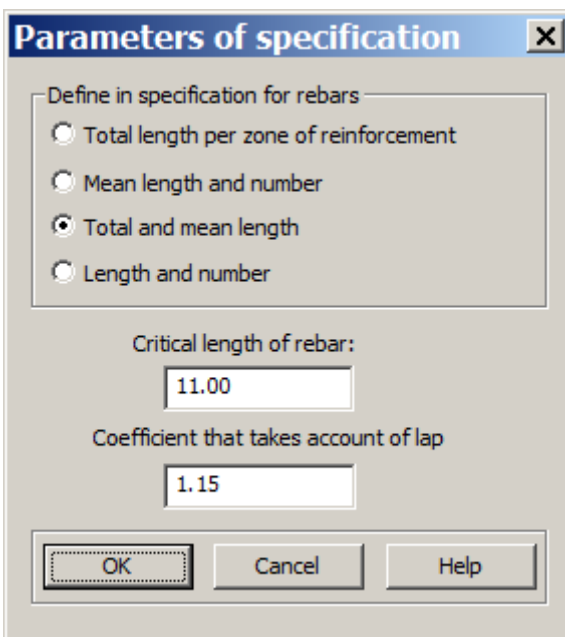 Parameters of specification
Define in specification for rebars
Total length per zone of reinforcement
Mean length and number
Total and mean length
Length and number
Critical length of rebar:
11.00
Coefficient that takes account of lap
1.15
OK Cancel Help